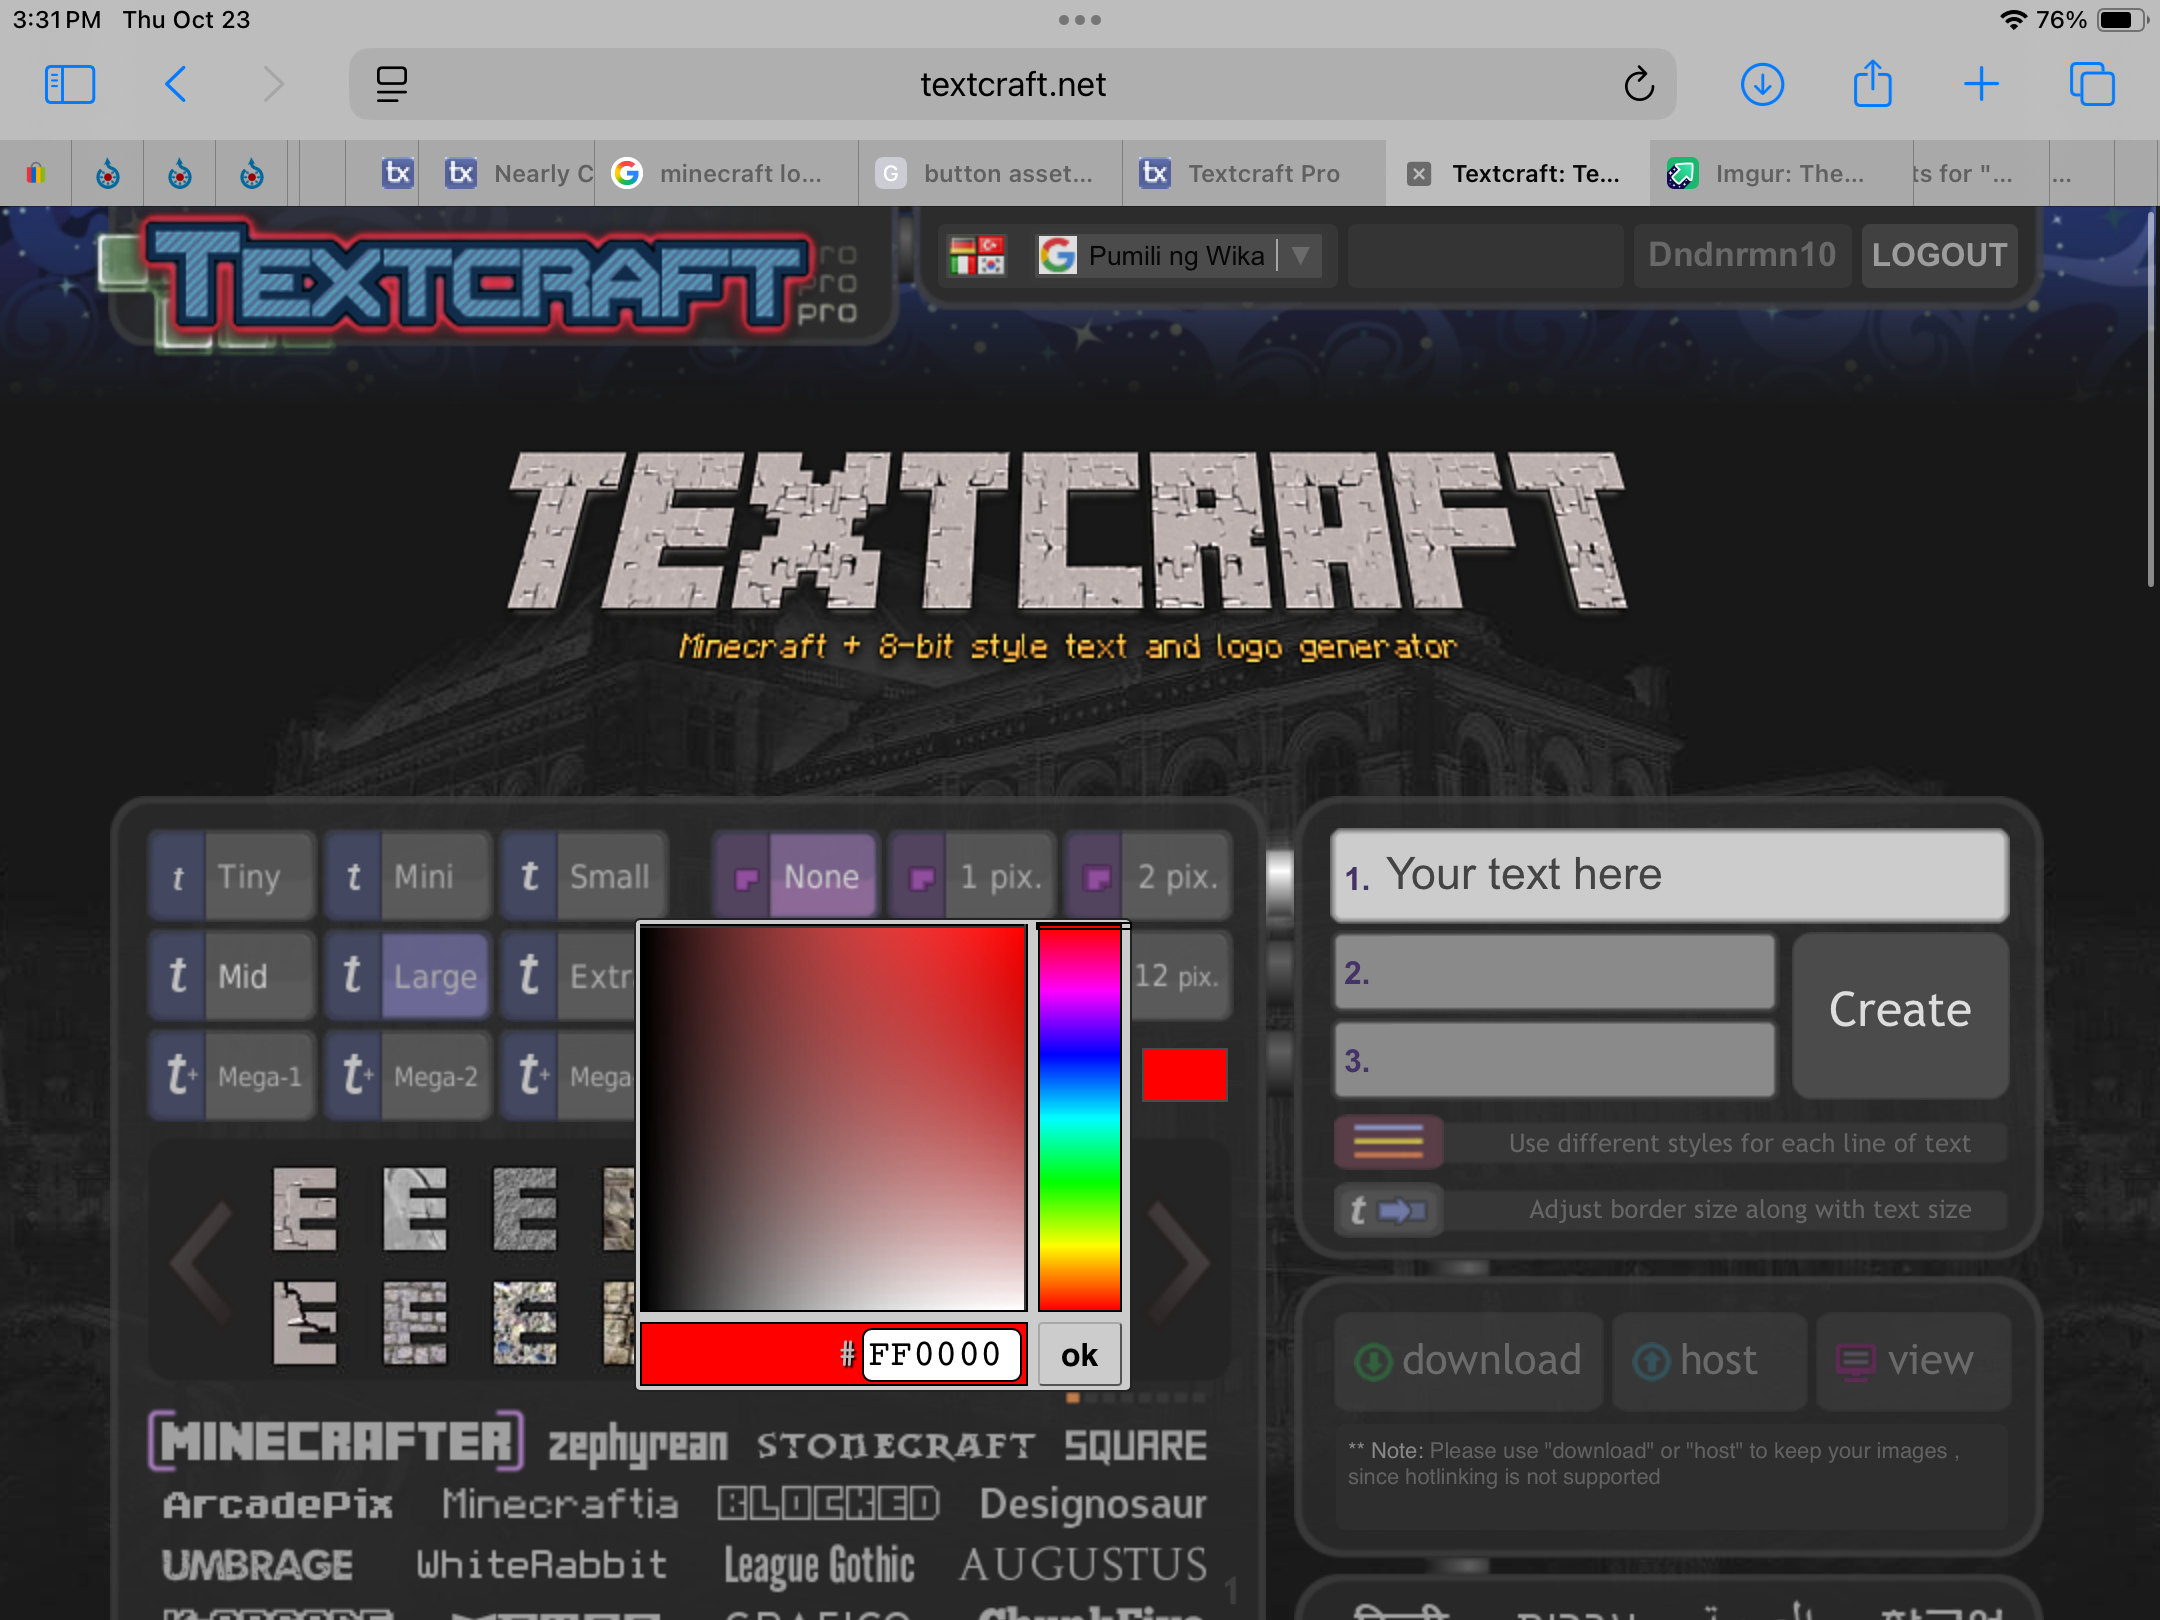 3:31 PM Thu Oct 23
76%
textcraft.net
tx
tx Nearly C
minecraft lo...
G button asset...
tx Textcraft Pro
Textcraft: Te...
Imgur: The...
ts for "...
...
TEXTCRAFT
pro
pro
pro
Pumili ng Wika
Dndnrmn10
LOGOUT
TEXTCRAFT
Minecraft + 8-bit style text and logo generator
t Tiny
t Mini
t Small
None
1 pix.
2 pix.
t Mid
t Large
t Extr
12 pix.
t+ Mega-1
t+ Mega-2
t+ Mega-
E E E
E E E
# FF0000
ok
[MINECRAFTER] zephyrean STONECRAFT SQUARE
ArcadePix Minecraftia BLOCKED Designosaur
UMBRAGE WhiteRabbit League Gothic AUGUSTUS
1
1. Your text here
2.
3.
Create
Use different styles for each line of text
t Adjust border size along with text size
download
host
view
** Note: Please use "download" or "host" to keep your images ,
since hotlinking is not supported